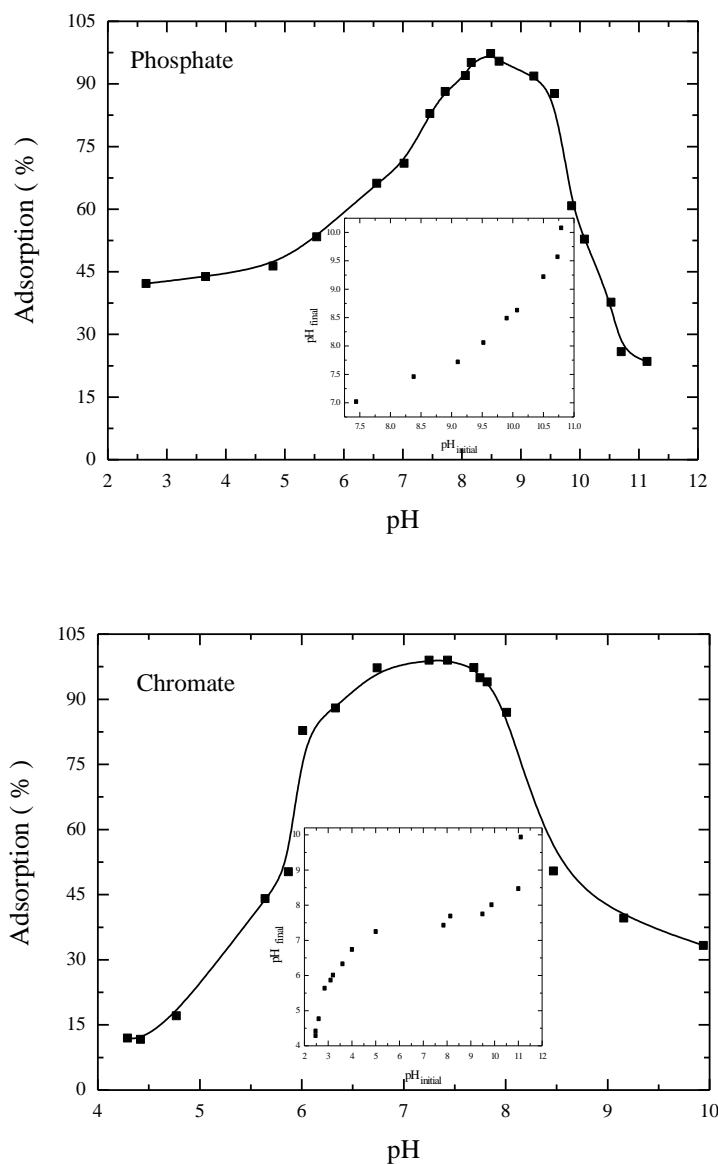 105
90
75
60
45
30
15
0
Phosphate
Adsorption ( % )
10.0
9.5
9.0
8.5
8.0
7.5
7.0
pH final
7.5 8.0 8.5 9.0 9.5 10.0 10.5 11.0
pH initial
2 3 4 5 6 7 8 9 10 11 12
pH
105
90
75
60
45
30
15
0
Chromate
Adsorption ( % )
10
9
8
7
6
5
4
pH final
2 3 4 5 6 7 8 9 10 11 12
pH initial
4 5 6 7 8 9 10
pH